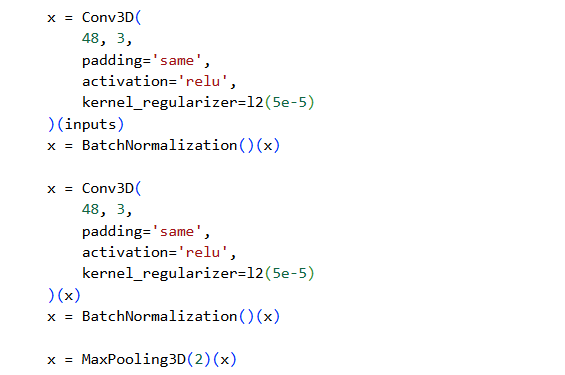 x = Conv3D(
    48, 3,
    padding='same',
    activation='relu',
    kernel_regularizer=l2(5e-5)
)(inputs)
x = BatchNormalization()(x)

x = Conv3D(
    48, 3,
    padding='same',
    activation='relu',
    kernel_regularizer=l2(5e-5)
)(x)
x = BatchNormalization()(x)

x = MaxPooling3D(2)(x)